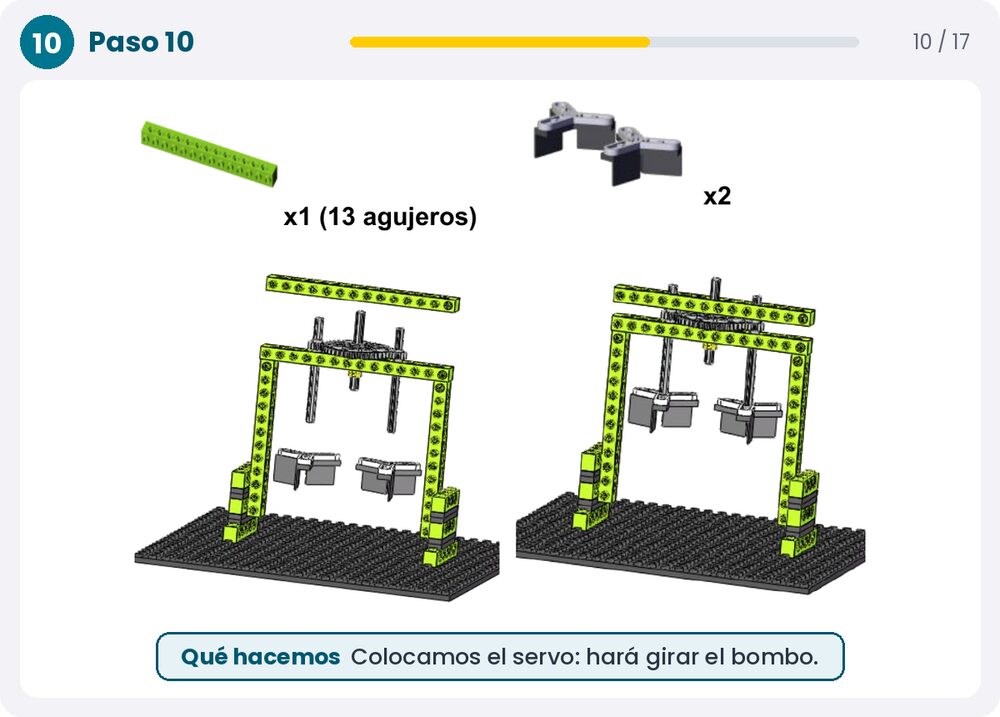 10 Paso 10
10 / 17
x1 (13 agujeros)
x2
Qué hacemos Colocamos el servo: hará girar el bombo.